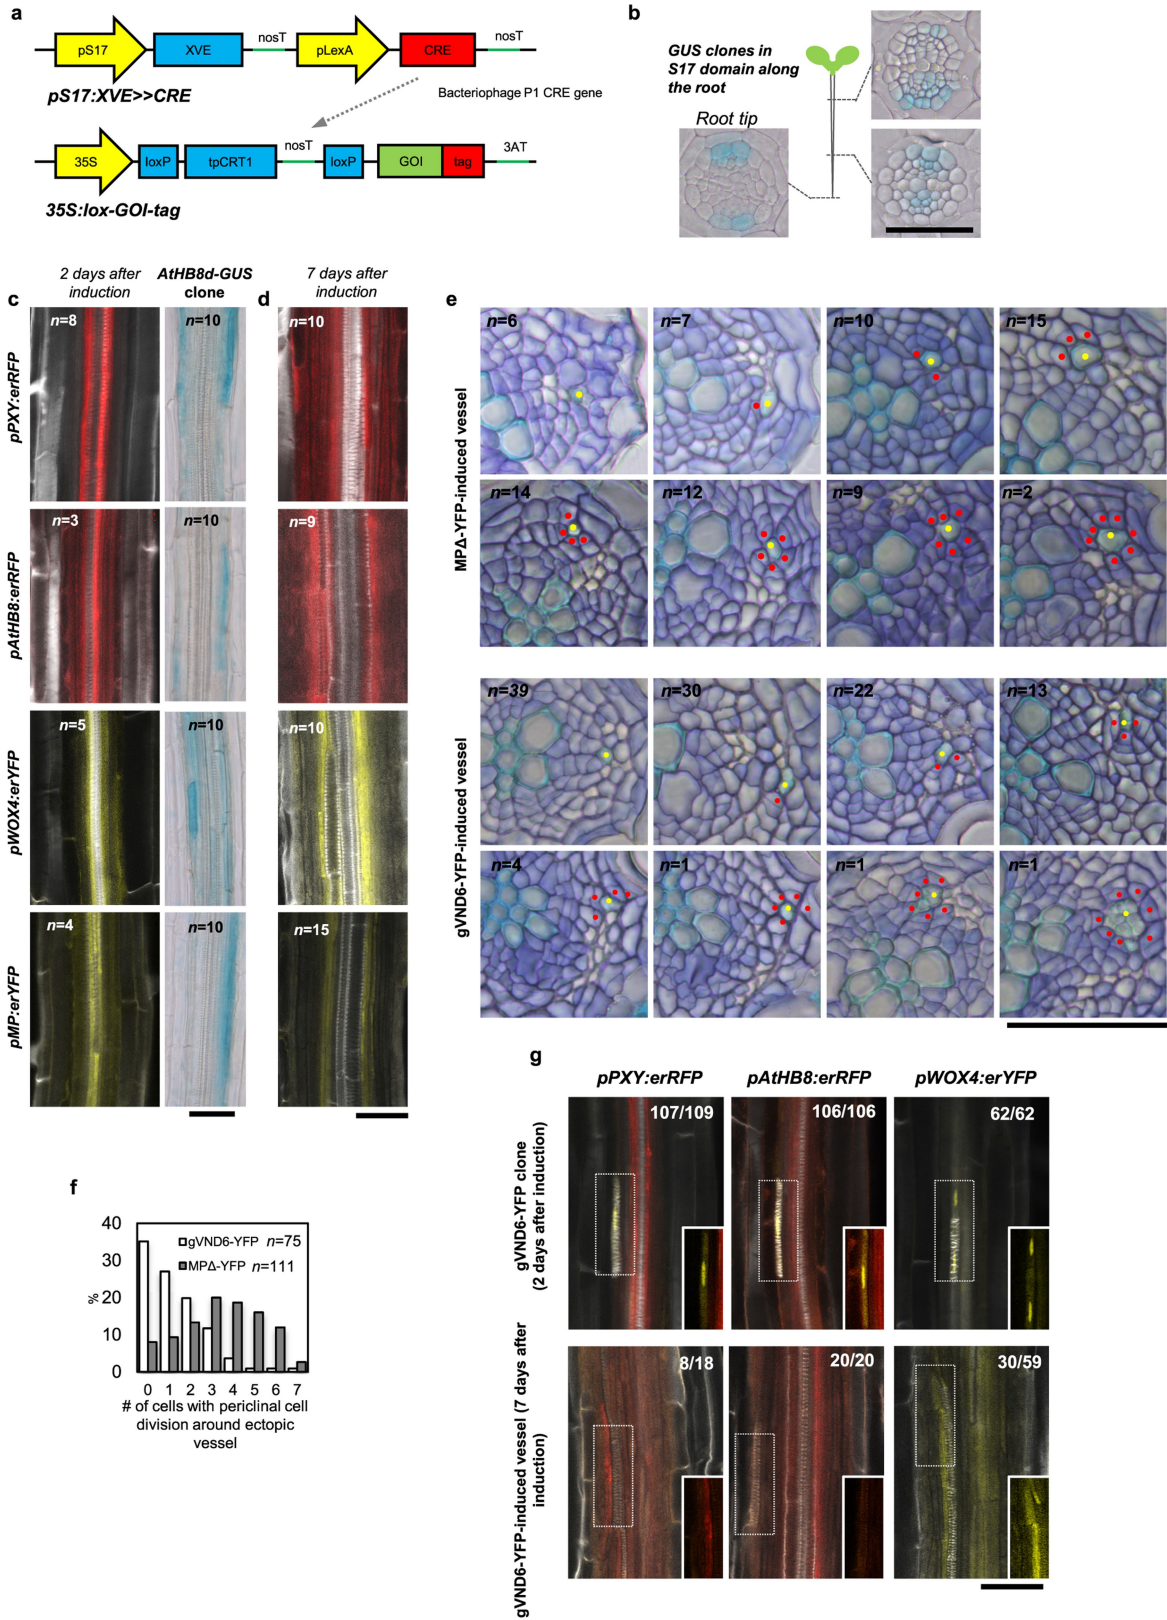 a
pS17
XVE
nosT
pLexA
CRE
nosT
pS17:XVE>>CRE
Bacteriophage P1 CRE gene
35S
loxP
tpCRT1
nosT
loxP
GOI
tag
3AT
35S:lox-GOI-tag
b
GUS clones in
S17 domain along
the root
Root tip
c
2 days after
induction
AtHB8d-GUS
clone
d
7 days after
induction
pPXY:erRFP
n=8
n=10
n=10
pAtHB8:erRFP
n=3
n=10
n=9
pWOX4:erYFP
n=5
n=10
n=10
pMP:erYFP
n=4
n=10
n=15
e
MPΔ-YFP-induced vessel
n=6
n=7
n=10
n=15
n=14
n=12
n=9
n=2
gVND6-YFP-induced vessel
n=39
n=30
n=22
n=13
n=4
n=1
n=1
n=1
f
40
30
20
10
0
%
gVND6-YFP n=75
MPΔ-YFP n=111
0 1 2 3 4 5 6 7
# of cells with periclinal cell
division around ectopic
vessel
g
pPXY:erRFP
pAtHB8:erRFP
pWOX4:erYFP
gVND6-YFP clone
(2 days after induction)
107/109
106/106
62/62
gVND6-YFP-induced vessel (7 days after
induction)
8/18
20/20
30/59